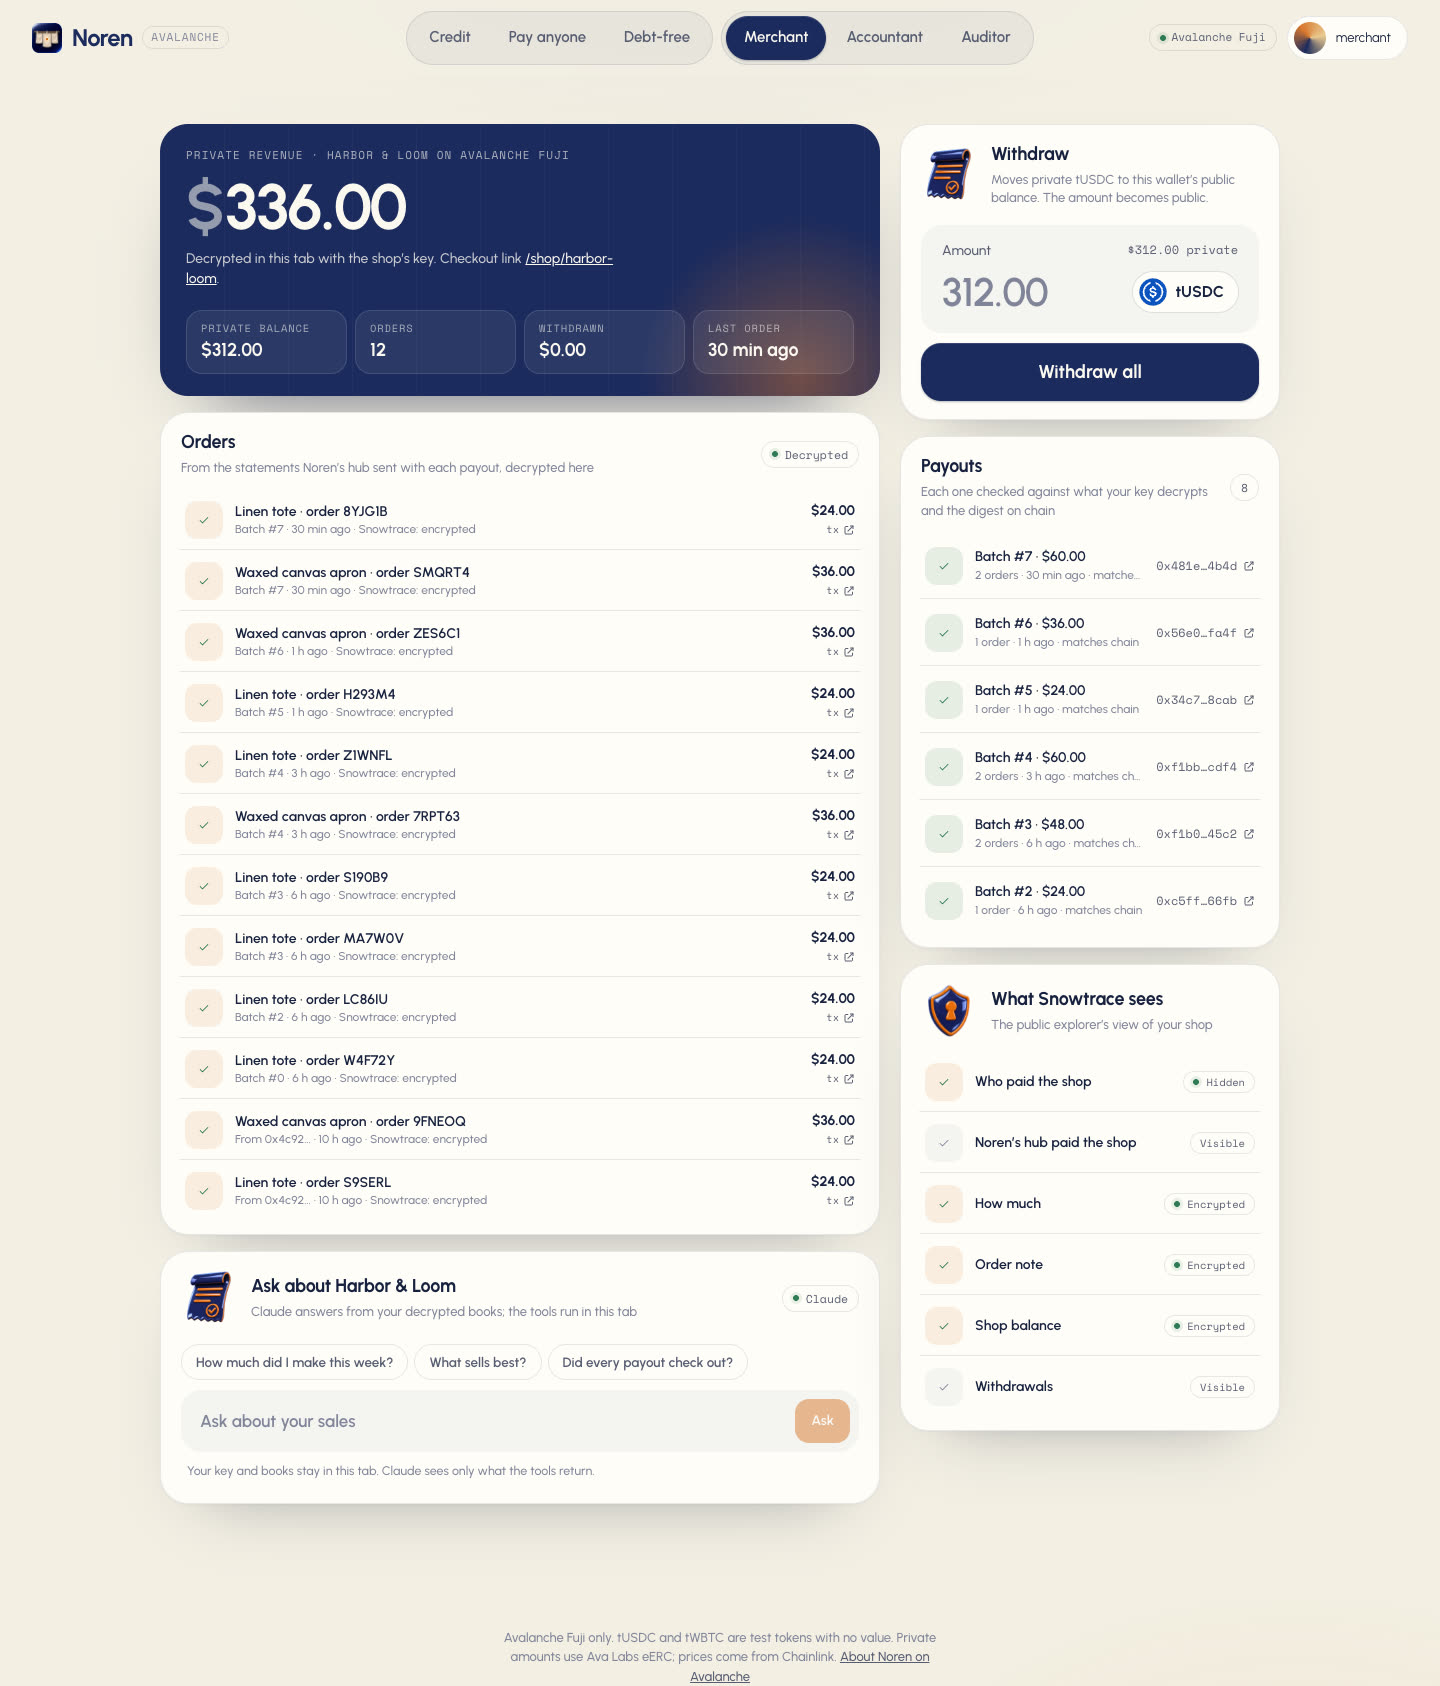 Noren
AVALANCHE
Credit
Pay anyone
Debt-free
Merchant
Accountant
Auditor
Avalanche Fuji
merchant
PRIVATE REVENUE · HARBOR & LOOM ON AVALANCHE FUJI
$336.00
Decrypted in this tab with the shop's key. Checkout link /shop/harbor-
loom.
PRIVATE BALANCE
$312.00
ORDERS
12
WITHDRAWN
$0.00
LAST ORDER
30 min ago
Orders
From the statements Noren's hub sent with each payout, decrypted here
Decrypted
Linen tote · order 8YJG1B
$24.00
Batch #7 · 30 min ago · Snowtrace: encrypted
tx
Waxed canvas apron · order SMQRT4
$36.00
Batch #7 · 30 min ago · Snowtrace: encrypted
tx
Waxed canvas apron · order ZES6C1
$36.00
Batch #6 · 1 h ago · Snowtrace: encrypted
tx
Linen tote · order H293M4
$24.00
Batch #5 · 1 h ago · Snowtrace: encrypted
tx
Linen tote · order Z1WNFL
$24.00
Batch #4 · 3 h ago · Snowtrace: encrypted
tx
Waxed canvas apron · order 7RPT63
$36.00
Batch #4 · 3 h ago · Snowtrace: encrypted
tx
Linen tote · order S190B9
$24.00
Batch #3 · 6 h ago · Snowtrace: encrypted
tx
Linen tote · order MA7W0V
$24.00
Batch #3 · 6 h ago · Snowtrace: encrypted
tx
Linen tote · order LC86IU
$24.00
Batch #2 · 6 h ago · Snowtrace: encrypted
tx
Linen tote · order W4F72Y
$24.00
Batch #0 · 6 h ago · Snowtrace: encrypted
tx
Waxed canvas apron · order 9FNEOQ
$36.00
From 0x4c92… · 10 h ago · Snowtrace: encrypted
tx
Linen tote · order S9SERL
$24.00
From 0x4c92… · 10 h ago · Snowtrace: encrypted
tx
Ask about Harbor & Loom
Claude answers from your decrypted books; the tools run in this tab
Claude
How much did I make this week?
What sells best?
Did every payout check out?
Ask about your sales
Ask
Your key and books stay in this tab. Claude sees only what the tools return.
Withdraw
Moves private tUSDC to this wallet's public
balance. The amount becomes public.
Amount
$312.00 private
312.00
tUSDC
Withdraw all
Payouts
Each one checked against what your key decrypts
and the digest on chain
8
Batch #7 · $60.00
2 orders · 30 min ago · matche…
0x481e…4b4d
Batch #6 · $36.00
1 order · 1 h ago · matches chain
0x56e0…fa4f
Batch #5 · $24.00
1 order · 1 h ago · matches chain
0x34c7…8cab
Batch #4 · $60.00
2 orders · 3 h ago · matches ch…
0xf1bb…cdf4
Batch #3 · $48.00
2 orders · 6 h ago · matches ch…
0xf1b0…45c2
Batch #2 · $24.00
1 order · 6 h ago · matches chain
0xc5ff…66fb
What Snowtrace sees
The public explorer's view of your shop
Who paid the shop
Hidden
Noren's hub paid the shop
Visible
How much
Encrypted
Order note
Encrypted
Shop balance
Encrypted
Withdrawals
Visible
Avalanche Fuji only. tUSDC and tWBTC are test tokens with no value. Private
amounts use Ava Labs eERC; prices come from Chainlink. About Noren on
Avalanche